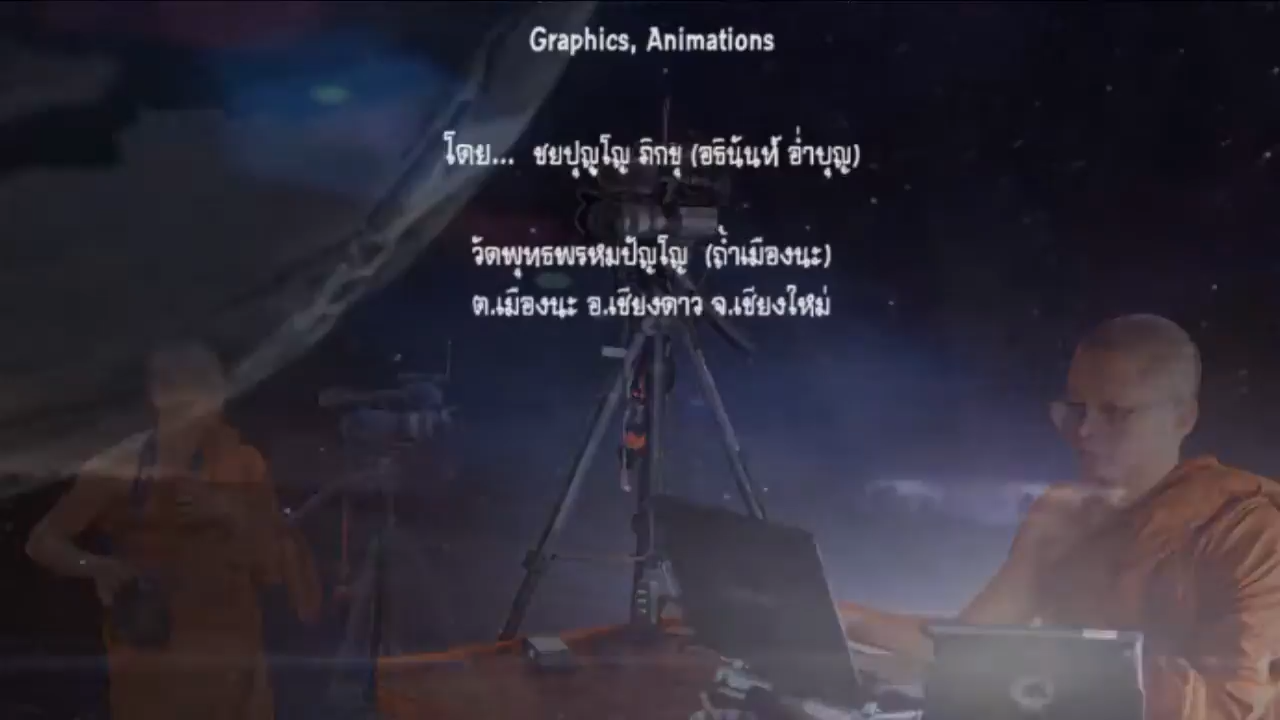 Graphics, Animations
โดย... ชยปุญฺโญ ภิกขุ (อธินันท์ อ่ำบุญ)
วัดพุทธพรหมปัญโญ (ถ้ำเมืองนะ)
ต.เมืองนะ อ.เชียงดาว จ.เชียงใหม่